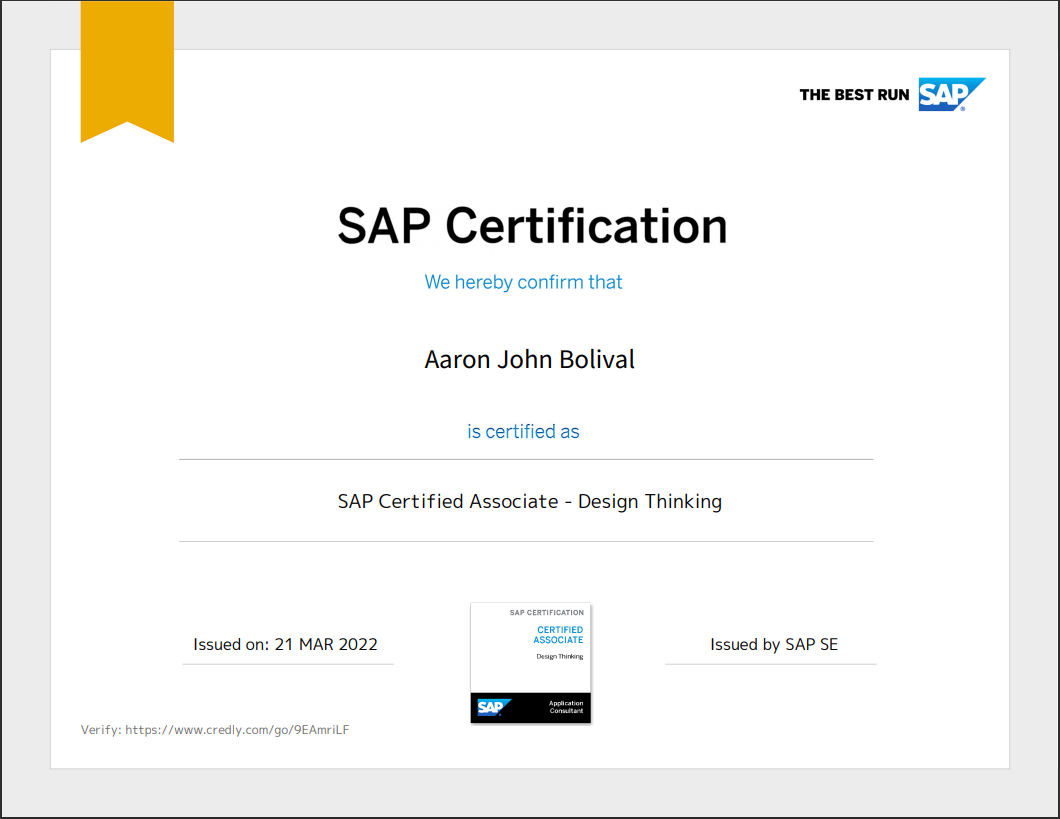 THE BEST RUN SAP
SAP Certification
We hereby confirm that
Aaron John Bolival
is certified as
SAP Certified Associate - Design Thinking
SAP CERTIFICATION
CERTIFIED
ASSOCIATE
Design Thinking
Issued on: 21 MAR 2022
Issued by SAP SE
SAP
Application
Consultant
Verify: https://www.credly.com/go/9EAmriLF